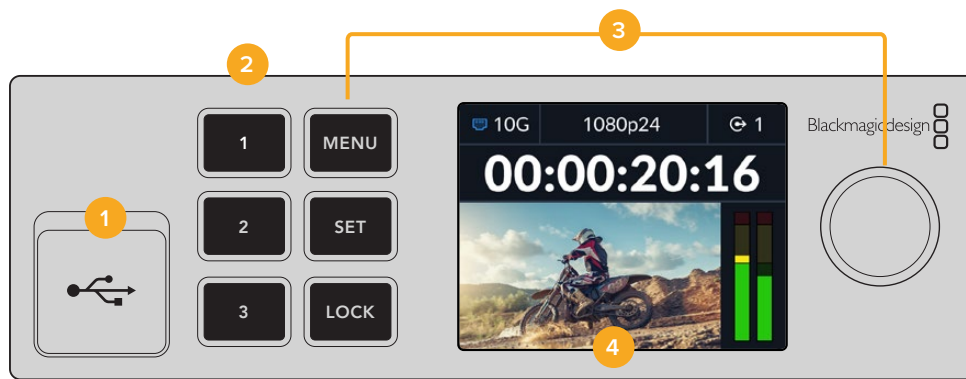 3
2
1 MENU
10G 1080p24 1
Blackmagicdesign
00:00:20:16
1
2 SET
3 LOCK
4